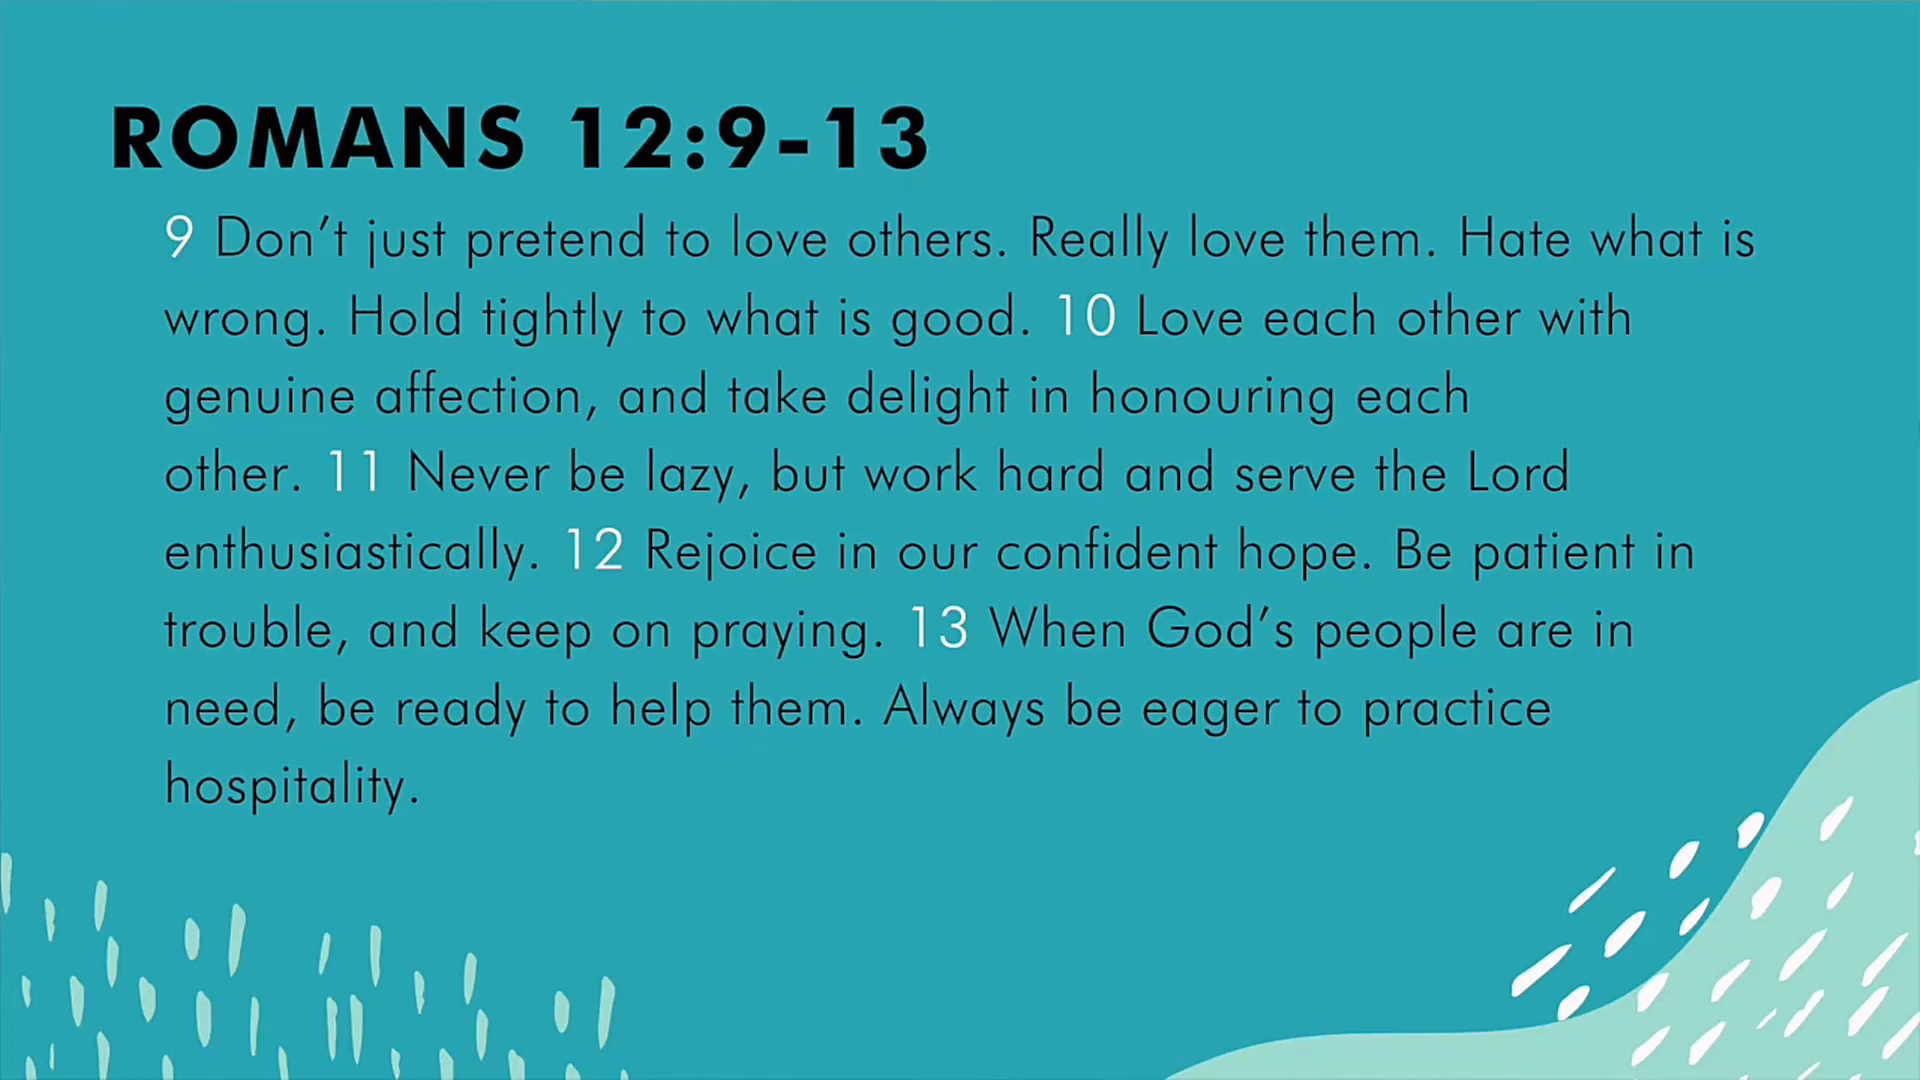 ROMANS 12:9-13
9 Don’t just pretend to love others. Really love them. Hate what is
wrong. Hold tightly to what is good. 10 Love each other with
genuine affection, and take delight in honouring each
other. 11 Never be lazy, but work hard and serve the Lord
enthusiastically. 12 Rejoice in our confident hope. Be patient in
trouble, and keep on praying. 13 When God’s people are in
need, be ready to help them. Always be eager to practice
hospitality.